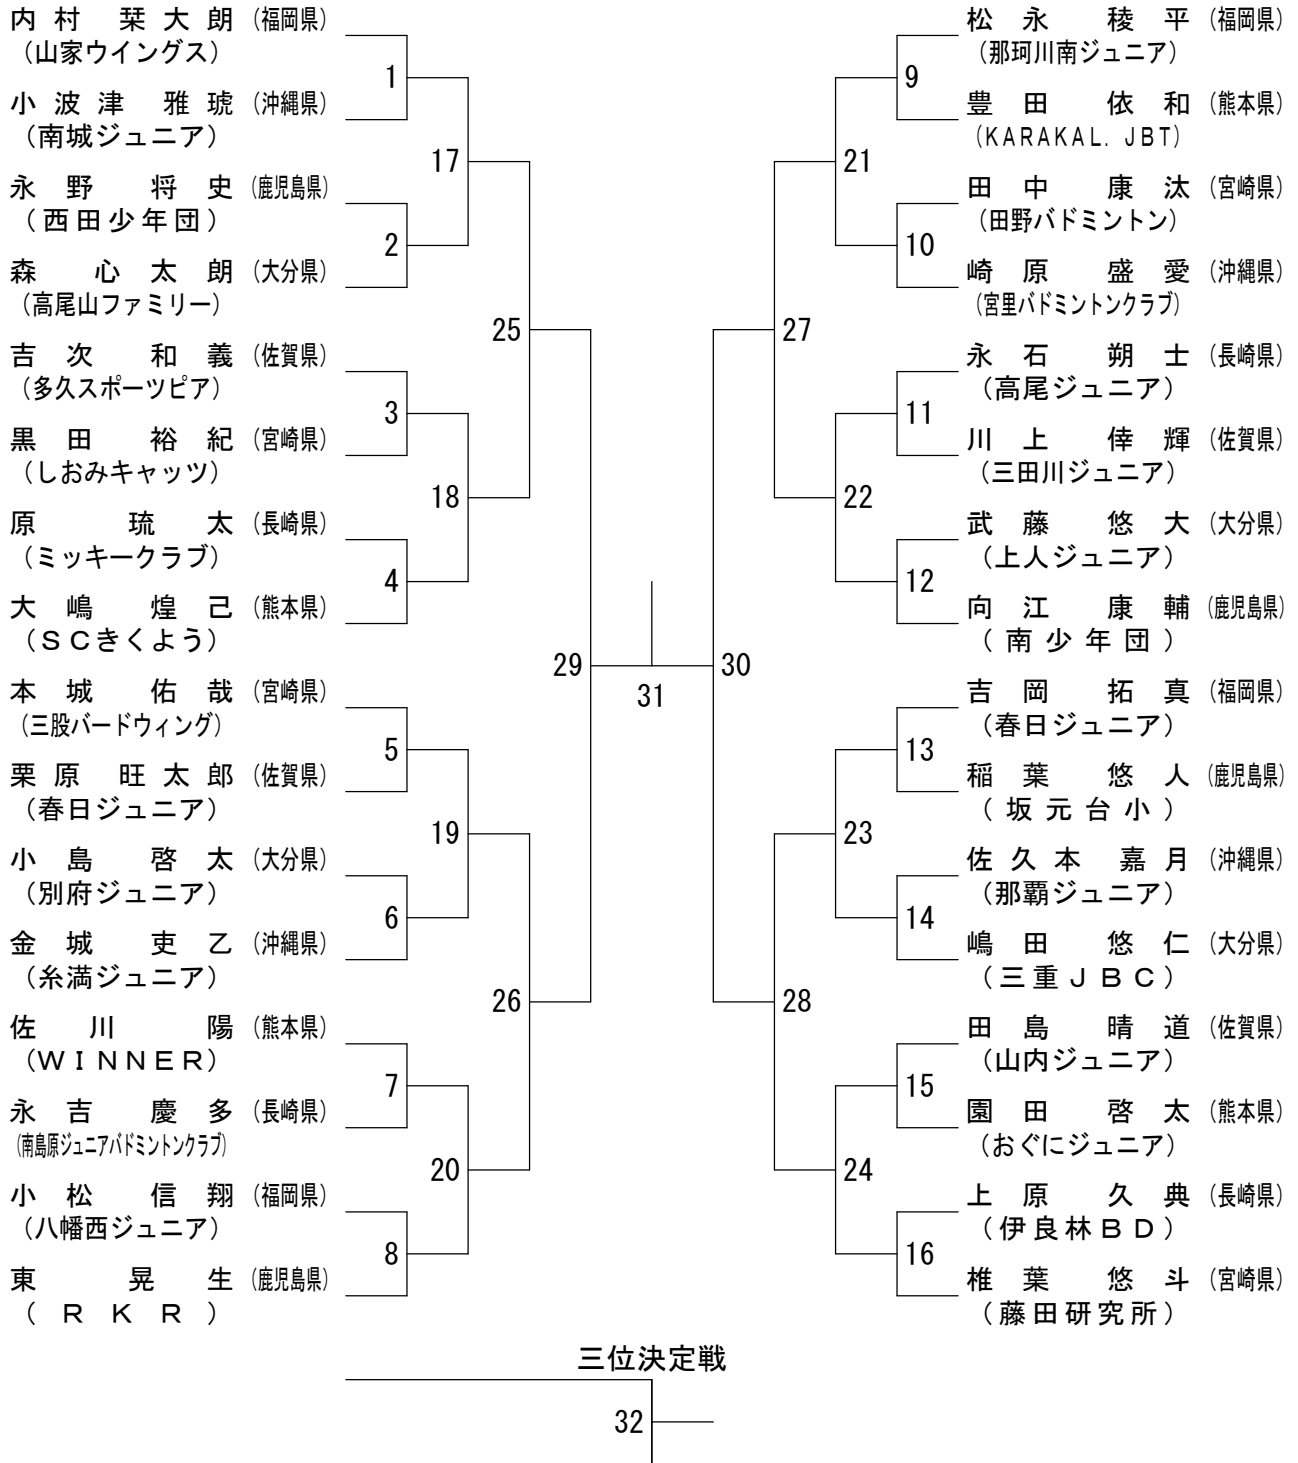 内村 栞大朗 （福岡県）
（山家ウイングス）
1
小波津 雅琥 （沖縄県）
（南城ジュニア）
17
永野 将史 （鹿児島県）
（西田少年団）
2
森 心太朗 （大分県）
（高尾山ファミリー）
25
吉次 和義 （佐賀県）
（多久スポーツピア）
3
黒田 裕紀 （宮崎県）
（しおみキャッツ）
18
原 琉太 （長崎県）
（ミッキークラブ）
4
大嶋 煌己 （熊本県）
（ＳＣきくよう）
29
本城 佑哉 （宮崎県）
（三股バードウィング）
5
栗原 旺太郎 （佐賀県）
（春日ジュニア）
19
小島 啓太 （大分県）
（別府ジュニア）
6
金城 吏乙 （沖縄県）
（糸満ジュニア）
26
佐川 陽 （熊本県）
（ＷＩＮＮＥＲ）
7
永吉 慶多 （長崎県）
（南島原ジュニアバドミントンクラブ）
20
小松 信翔 （福岡県）
（八幡西ジュニア）
8
東 晃生 （鹿児島県）
（ＲＫＲ）
31
松永 稜平 （福岡県）
（那珂川南ジュニア）
9
豊田 依和 （熊本県）
（KARAKAL. JBT）
21
田中 康汰 （宮崎県）
（田野バドミントン）
10
崎原 盛愛 （沖縄県）
（宮里バドミントンクラブ）
27
永石 朔士 （長崎県）
（高尾ジュニア）
11
川上 倖輝 （佐賀県）
（三田川ジュニア）
22
武藤 悠大 （大分県）
（上人ジュニア）
12
向江 康輔 （鹿児島県）
（南少年団）
30
吉岡 拓真 （福岡県）
（春日ジュニア）
13
稲葉 悠人 （鹿児島県）
（坂元台小）
23
佐久本 嘉月 （沖縄県）
（那覇ジュニア）
14
嶋田 悠仁 （大分県）
（三重ＪＢＣ）
28
田島 晴道 （佐賀県）
（山内ジュニア）
15
園田 啓太 （熊本県）
（おぐにジュニア）
24
上原 久典 （長崎県）
（伊良林ＢＤ）
16
椎葉 悠斗 （宮崎県）
（藤田研究所）
三位決定戦
32